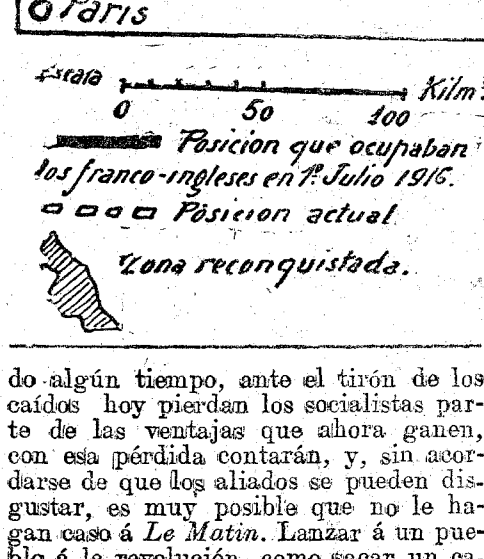 Paris
Escala Kilm.
0 50 100
Posicion que ocupaban
los franco-ingleses en 1º Julio 1916.
Posicion actual
Zona reconquistada.
do algún tiempo, ante el tirón de los
caídos hoy pierdan los socialistas par-
te de las ventajas que ahora ganen,
con esa pérdida contarán, y, sin acor-
darse de que los aliados se pueden dis-
gustar, es muy posible que no le ha-
gan caso á Le Matin. Lanzar á un pue-
blo á la revolución, como sacar un ca-